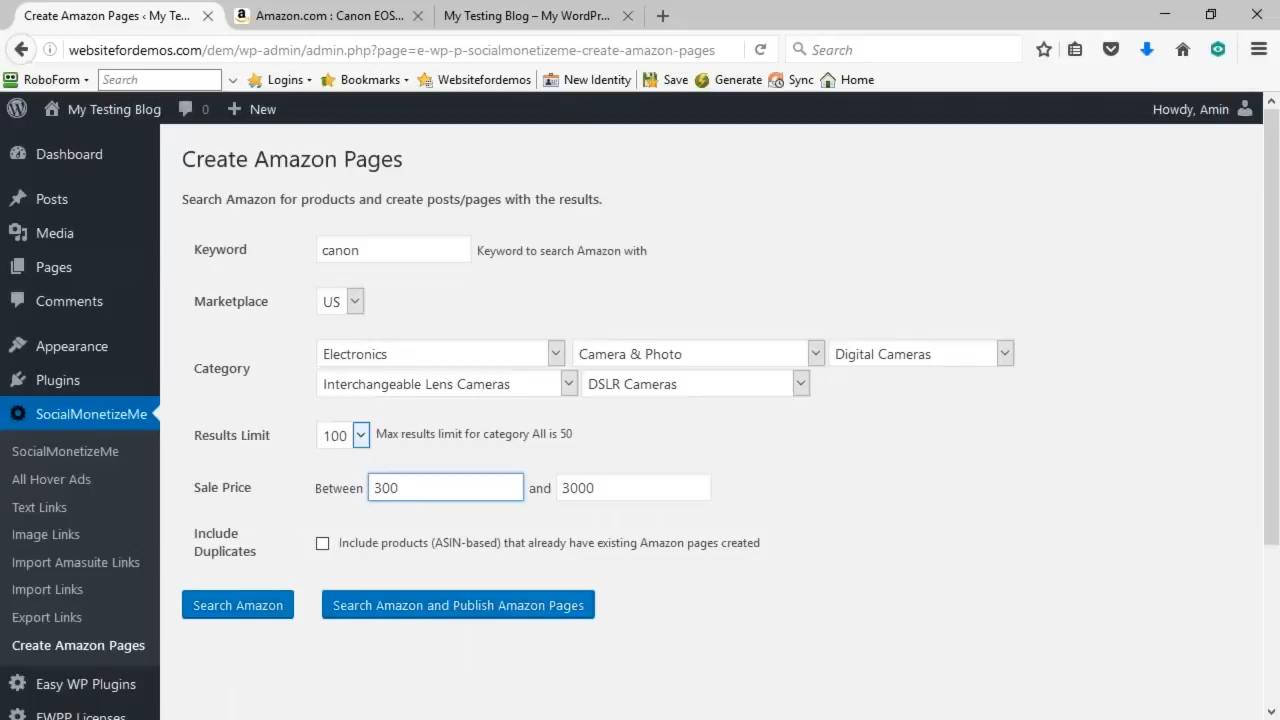 Create Amazon Pages ‹ My Te...
Amazon.com : Canon EOS...
My Testing Blog – My WordPr...
websitefordemos.com/dem/wp-admin/admin.php?page=e-wp-p-socialmonetizeme-create-amazon-pages
Search
RoboForm
Search
Logins
Bookmarks
Websitefordemos
New Identity
Save
Generate
Sync
Home
My Testing Blog
0
New
Howdy, Amin
Dashboard
Posts
Media
Pages
Comments
Appearance
Plugins
SocialMonetizeMe
SocialMonetizeMe
All Hover Ads
Text Links
Image Links
Import Amasuite Links
Import Links
Export Links
Create Amazon Pages
Easy WP Plugins
EWPP Licenses
Create Amazon Pages
Search Amazon for products and create posts/pages with the results.
Keyword
canon
Keyword to search Amazon with
Marketplace
US
Category
Electronics
Camera & Photo
Digital Cameras
Interchangeable Lens Cameras
DSLR Cameras
Results Limit
100
Max results limit for category All is 50
Sale Price
Between
300
and
3000
Include
Duplicates
Include products (ASIN-based) that already have existing Amazon pages created
Search Amazon
Search Amazon and Publish Amazon Pages